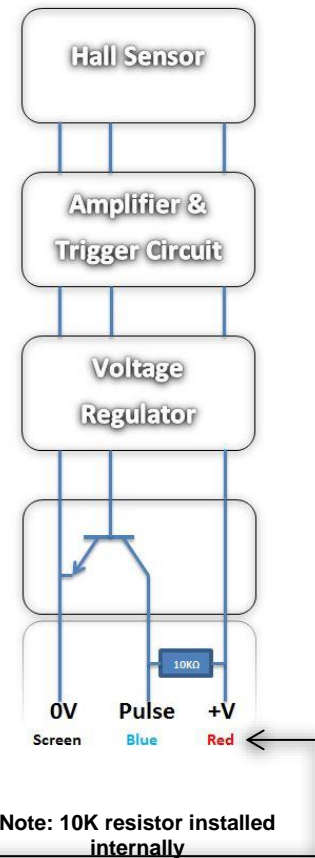 Hall Sensor
Amplifier &
Trigger Circuit
Voltage
Regulator
10KΩ
0V Pulse +V
Screen Blue Red
Note: 10K resistor installed
internally